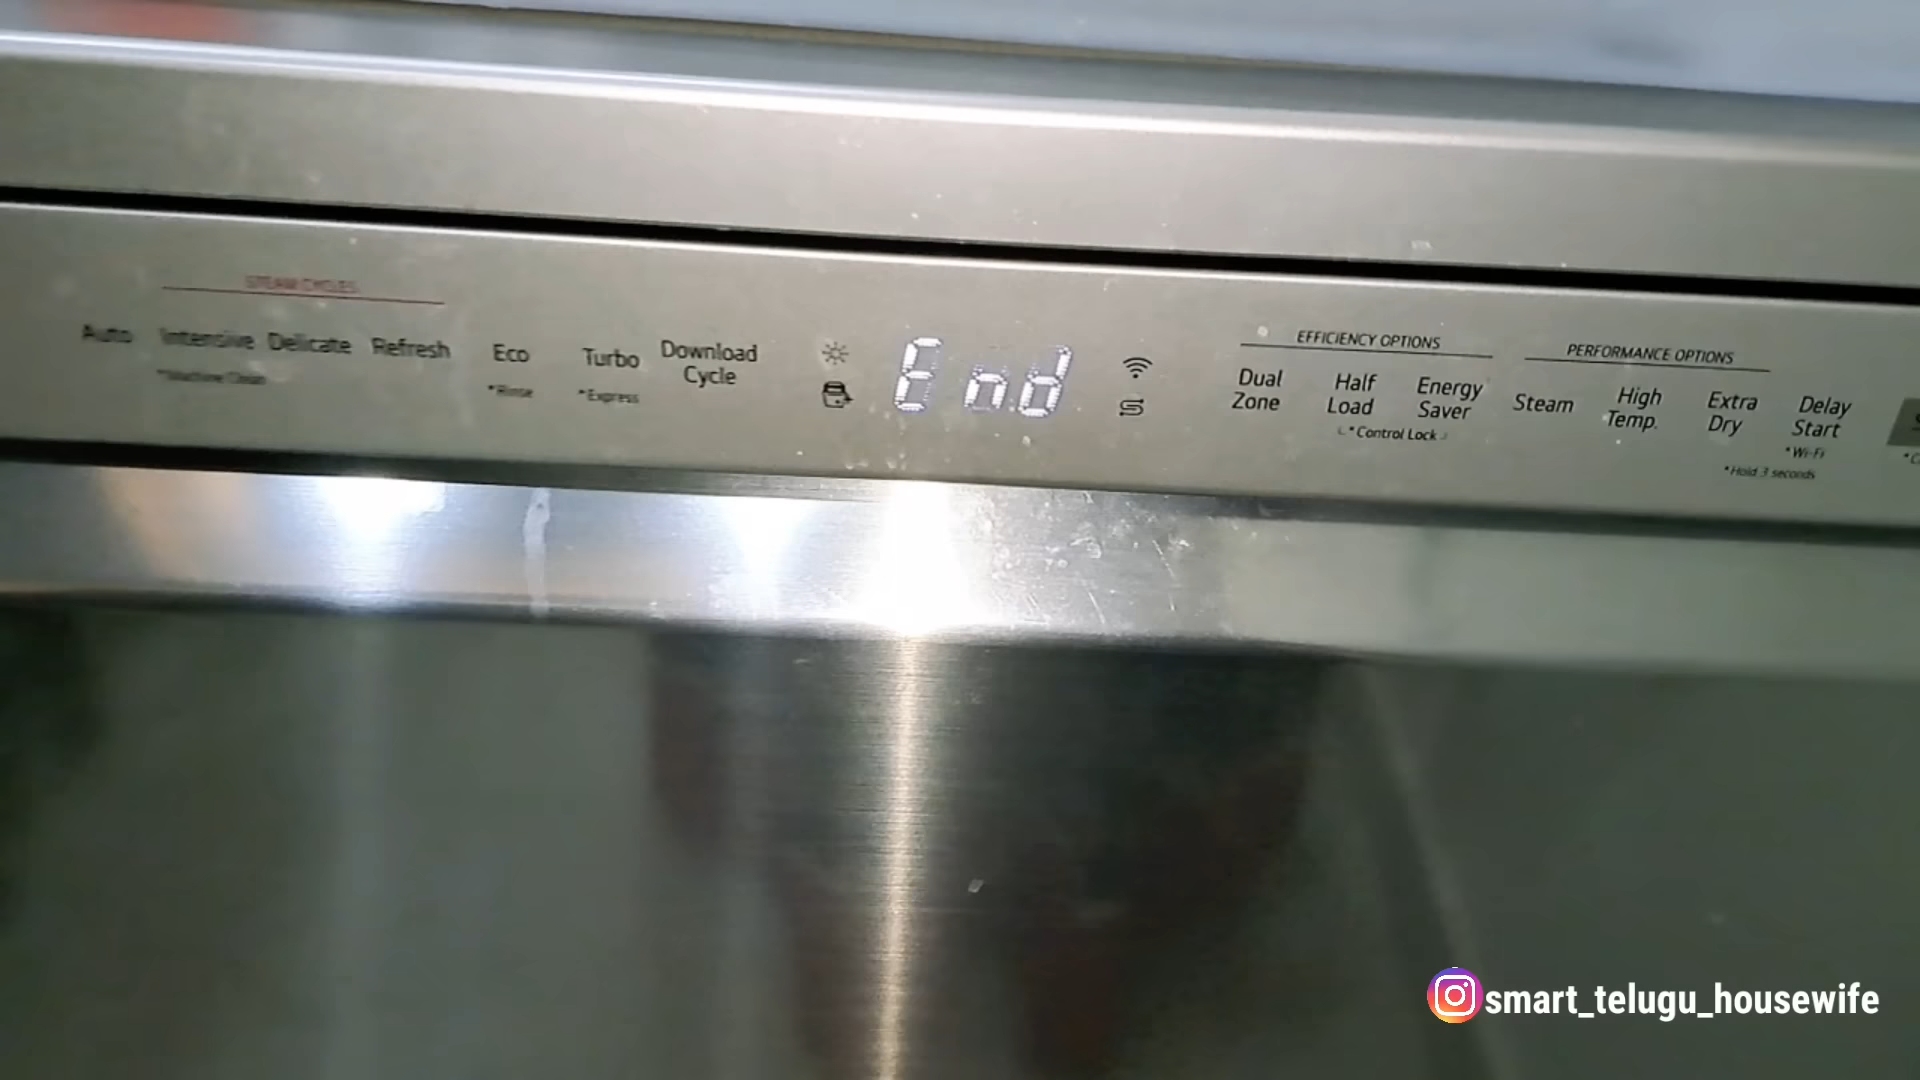 STEAM CYCLES
Auto Intensive Delicate Refresh Eco Turbo Download Cycle
*Machine Clean *Rinse *Express
End
EFFICIENCY OPTIONS
Dual Zone Half Load Energy Saver
*Control Lock
PERFORMANCE OPTIONS
Steam High Temp. Extra Dry Delay Start
*Wi-Fi
*Hold 3 seconds
smart_telugu_housewife